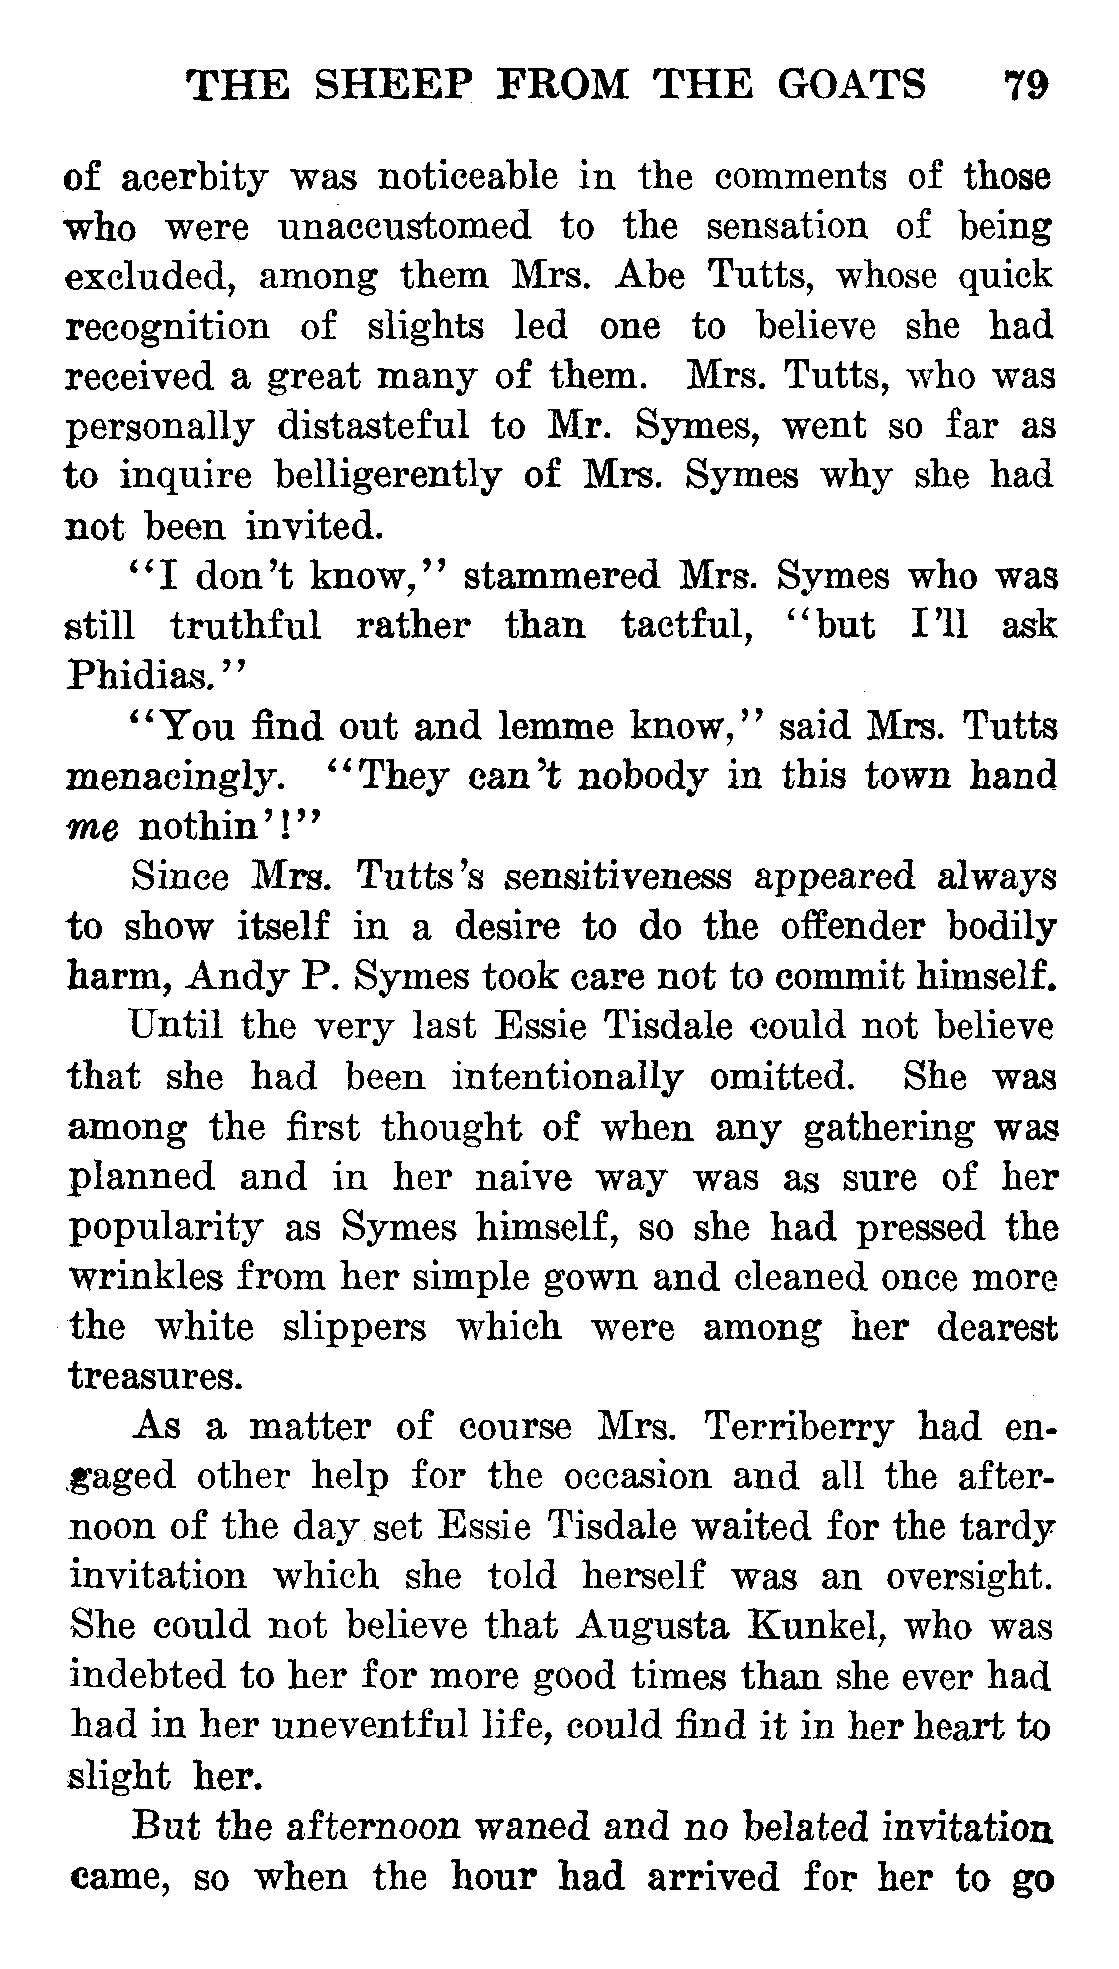 THE SHEEP FROM THE GOATS 79
of acerbity was noticeable in the comments of those
who were unaccustomed to the sensation of being
excluded, among them Mrs. Abe Tutts, whose quick
recognition of slights led one to believe she had
received a great many of them. Mrs. Tutts, who was
personally distasteful to Mr. Symes, went so far as
to inquire belligerently of Mrs. Symes why she had
not been invited.
"I don't know," stammered Mrs. Symes who was
still truthful rather than tactful, "but I'll ask
Phidias."
"You find out and lemme know," said Mrs. Tutts
menacingly. "They can't nobody in this town hand
me nothin'!"
Since Mrs. Tutts's sensitiveness appeared always
to show itself in a desire to do the offender bodily
harm, Andy P. Symes took care not to commit himself.
Until the very last Essie Tisdale could not believe
that she had been intentionally omitted. She was
among the first thought of when any gathering was
planned and in her naive way was as sure of her
popularity as Symes himself, so she had pressed the
wrinkles from her simple gown and cleaned once more
the white slippers which were among her dearest
treasures.
As a matter of course Mrs. Terriberry had en-
gaged other help for the occasion and all the after-
noon of the day set Essie Tisdale waited for the tardy
invitation which she told herself was an oversight.
She could not believe that Augusta Kunkel, who was
indebted to her for more good times than she ever had
had in her uneventful life, could find it in her heart to
slight her.
But the afternoon waned and no belated invitation
came, so when the hour had arrived for her to go